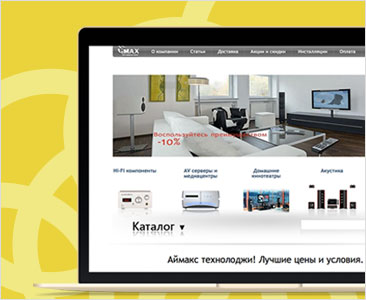 MAX
О компании Статьи Доставка Акции и скидки Инсталляции Оплата
Воспользуйтесь преимуществом
-10%
Hi-Fi компоненты AV серверы и медиацентры Домашние кинотеатры Акустика
Каталог ▼
Аймакс технолоджи! Лучшие цены и условия.